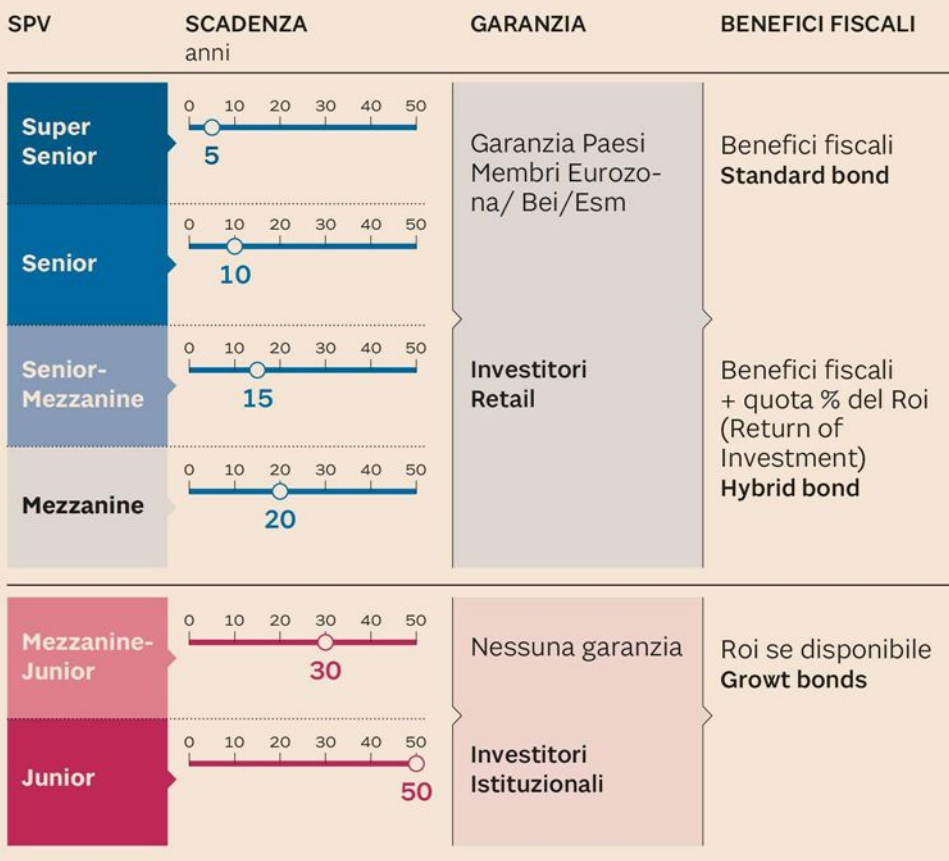 SPV
SCADENZA
anni
GARANZIA
BENEFICI FISCALI
Super
Senior
0 10 20 30 40 50
5
Senior
0 10 20 30 40 50
10
Senior-
Mezzanine
0 10 20 30 40 50
15
Mezzanine
0 10 20 30 40 50
20
Garanzia Paesi
Membri Eurozo-
na/ Bei/Esm
Investitori
Retail
Benefici fiscali
Standard bond
Benefici fiscali
+ quota % del Roi
(Return of
Investment)
Hybrid bond
Mezzanine-
Junior
0 10 20 30 40 50
30
Junior
0 10 20 30 40 50
50
Nessuna garanzia
Investitori
Istituzionali
Roi se disponibile
Growt bonds